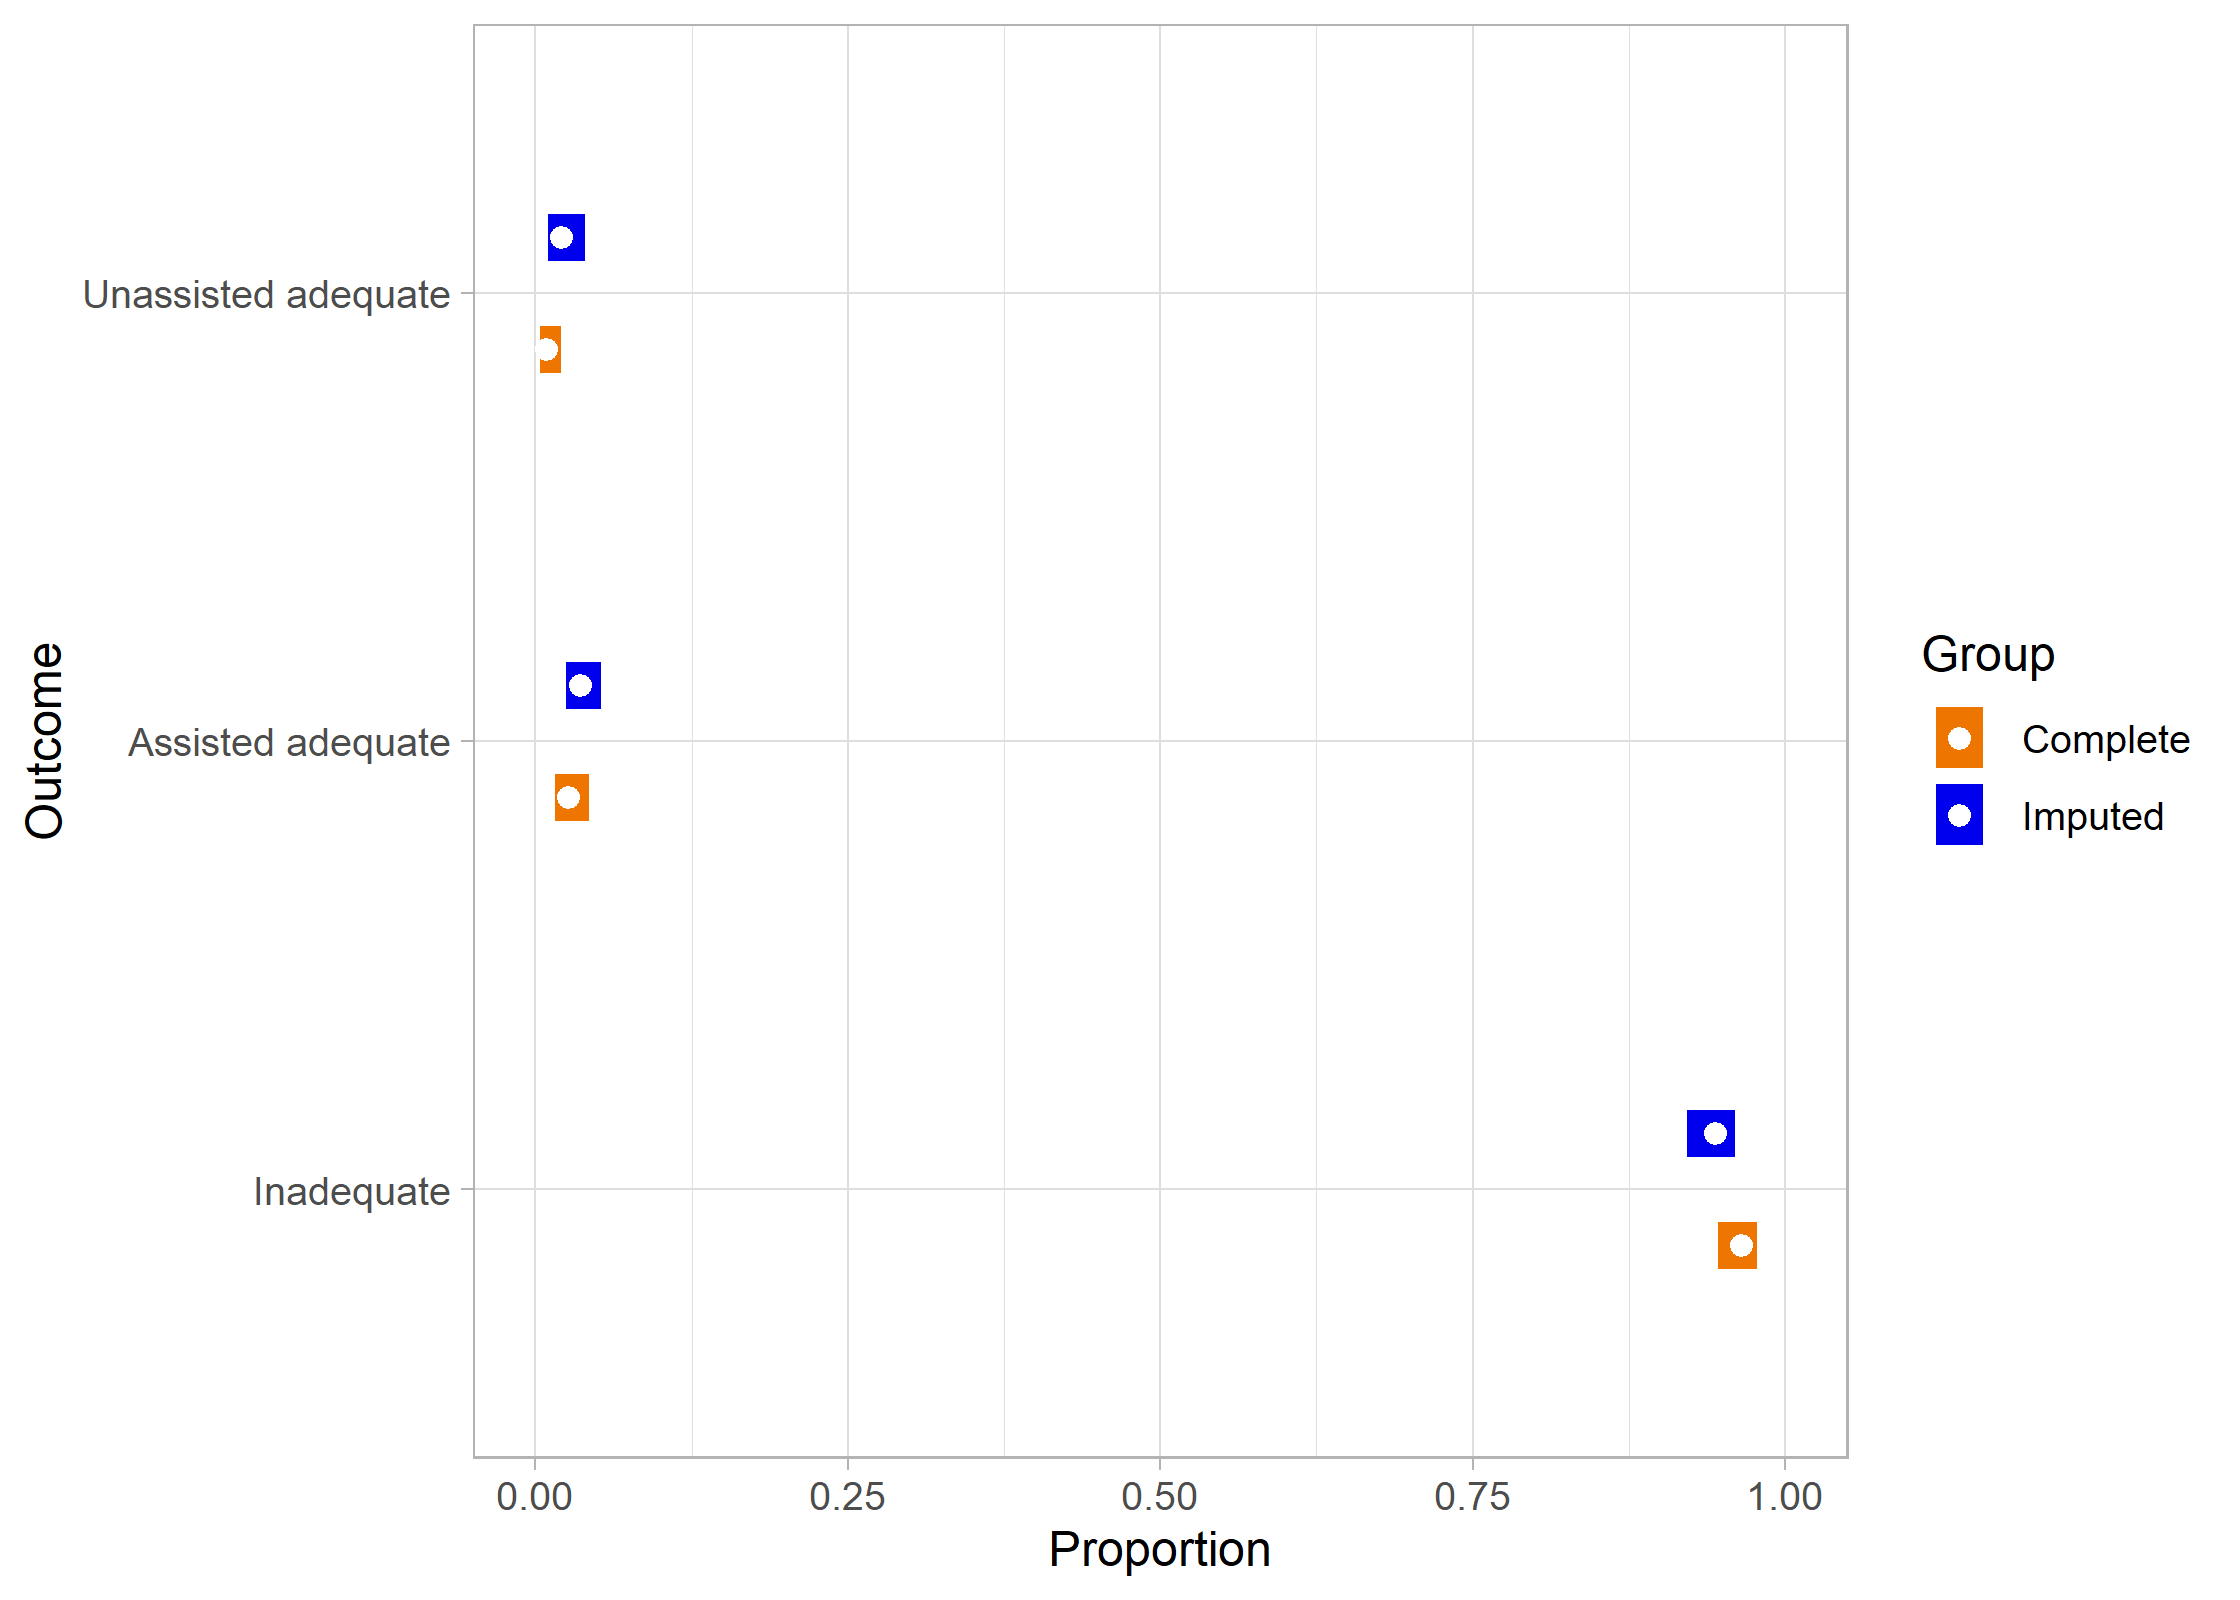 Unassisted adequate
Assisted adequate
Inadequate
Outcome
0.00
0.25
0.50
0.75
1.00
Proportion
Group
Complete
Imputed